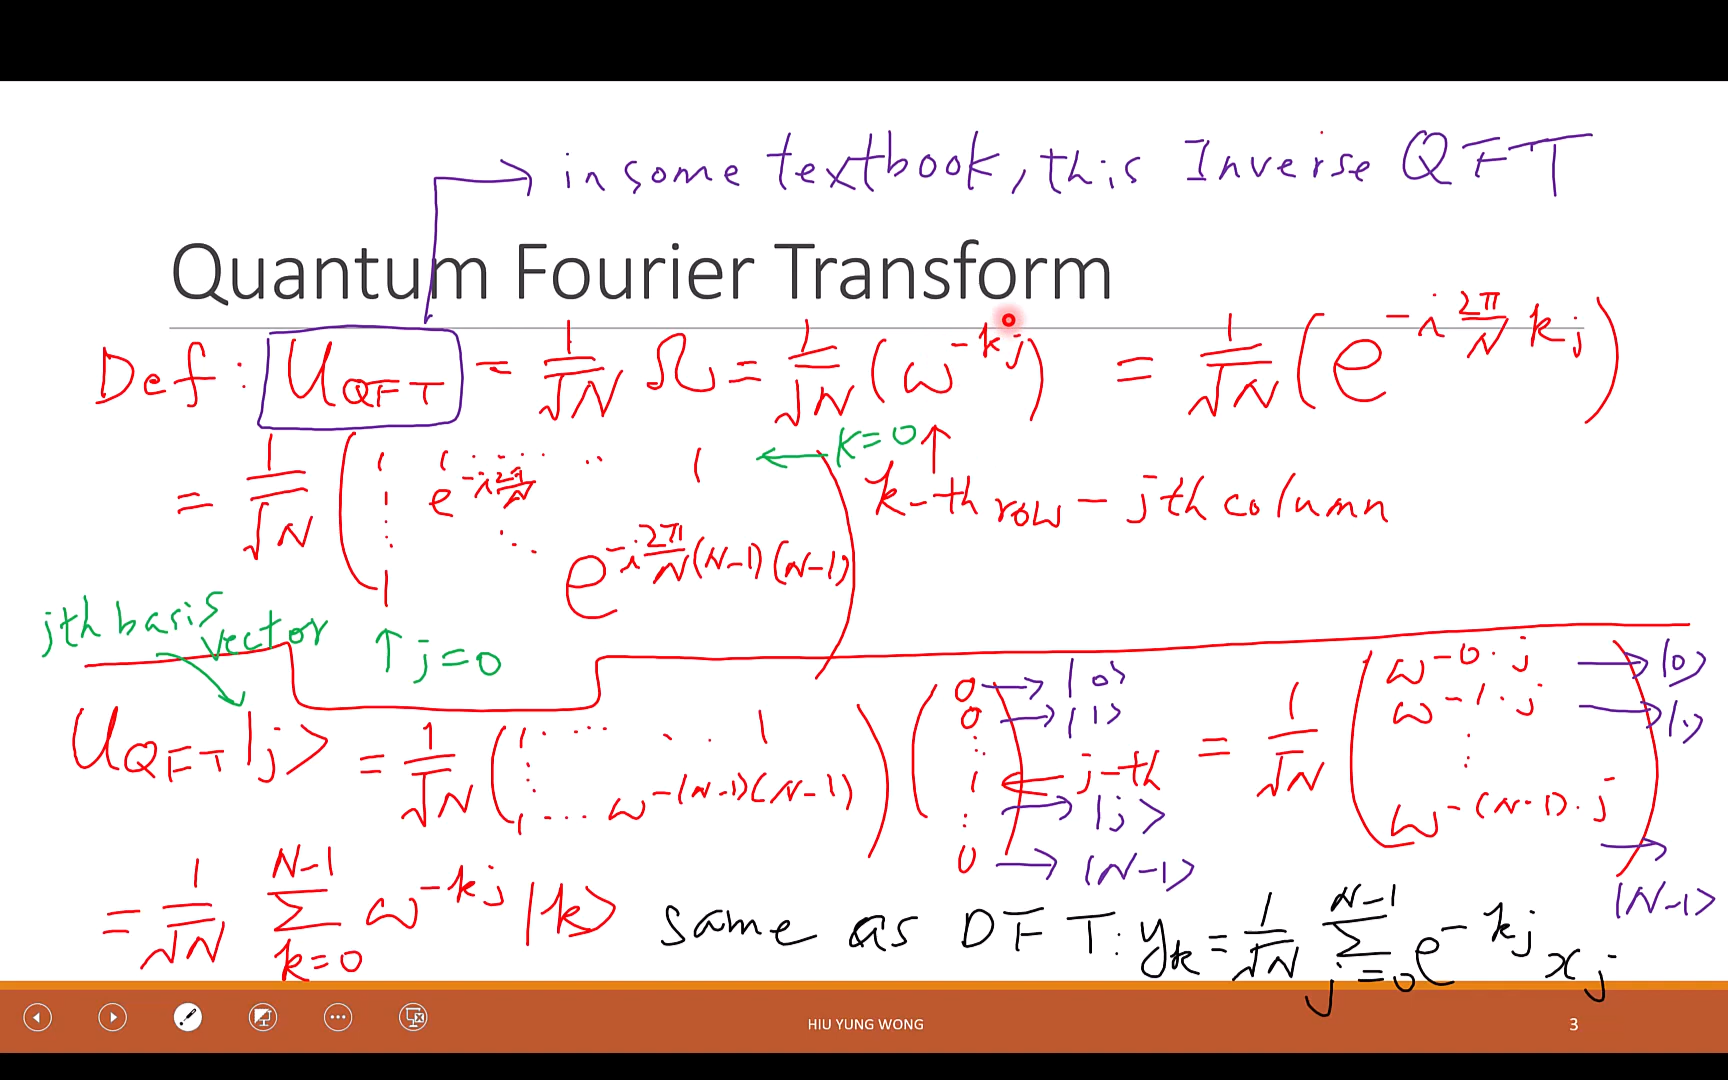 in some textbook, this Inverse QFT
Quantum Fourier Transform
Def: U_QFT = 1/√N Ω = 1/√N (ω^{-kj}) = 1/√N (e^{-i 2π/N kj})
= 1/√N ( 1 1 ...... .. 1 ← k=0 ↑
⋮ e^{-i 2π/N} ⋱ k-th row - jth column
1 e^{-i 2π/N (N-1)(N-1)} )
jth basis vector ↑ j=0
U_QFT |j> = 1/√N ( 1 ... . . 1 ⋮ 1 ... ω^{-(N-1)(N-1)} ) ( 0 → |0> 0 → |1> ⋮ 1 ← j-th → |j> ⋮ 0 → |N-1> ) = 1/√N ( ω^{-0·j} → |0> ω^{-1·j} → |1> ⋮ ω^{-(N-1)·j} → |N-1> )
= 1/√N Σ_{k=0}^{N-1} ω^{-kj} |k> same as DFT: y_k = 1/√N Σ_{j=0}^{N-1} e^{-kj} x_j
HIU YUNG WONG
3